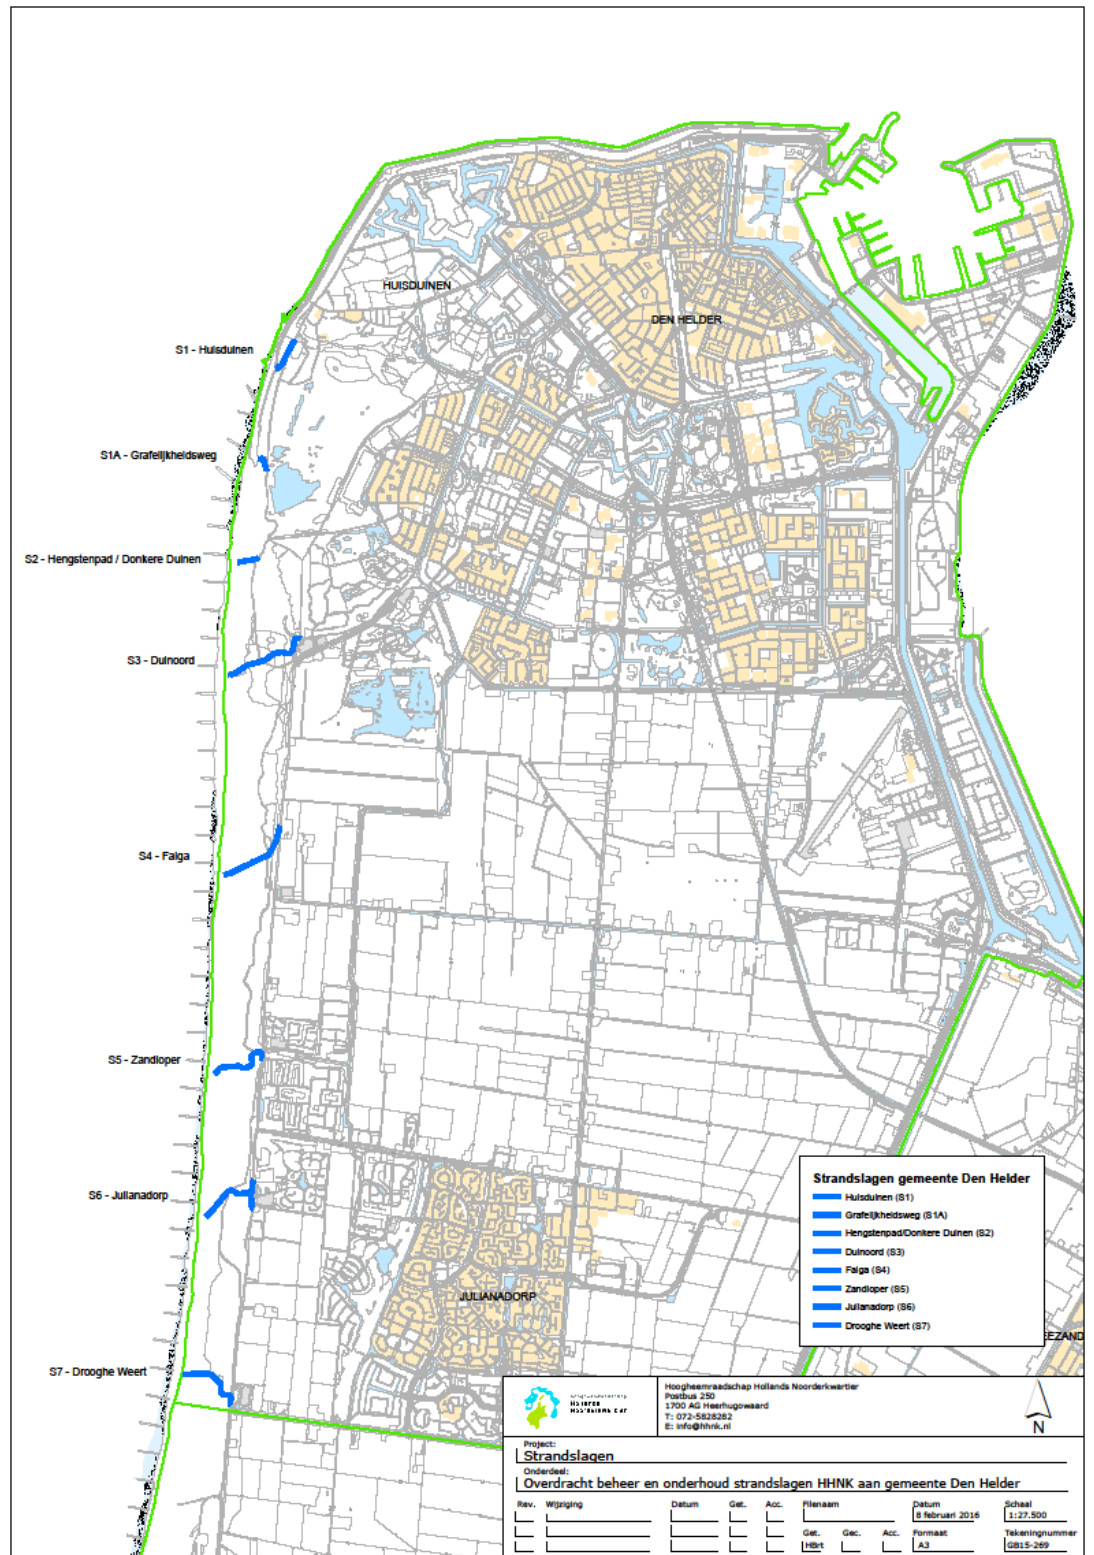 HUISDUINEN
DEN HELDER
S1 - Huisduinen
S1A - Grafelijkheidsweg
S2 - Hengstenpad / Donkere Duinen
S3 - Duinoord
S4 - Falga
S5 - Zandloper
S6 - Julianadorp
S7 - Drooghe Weert
JULIANADORP
EEZAND
Strandslagen gemeente Den Helder
Huisduinen (S1)
Grafelijkheidsweg (S1A)
Hengstenpad/Donkere Duinen (S2)
Duinoord (S3)
Falga (S4)
Zandloper (S5)
Julianadorp (S6)
Drooghe Weert (S7)
Hoogheemraadschap Hollands Noorderkwartier
Postbus 250
1700 AG Heerhugowaard
T: 072-5828282
E: info@hhnk.nl
N
Project:
Strandslagen
Onderdeel:
Overdracht beheer en onderhoud strandslagen HHNK aan gemeente Den Helder
Rev. Wijziging Datum Get. Acc. Filenaam Datum Schaal
8 februari 2016 1:27.500
Get. Gec. Acc. Formaat Tekeningnummer
HBrt A3 GB15-269